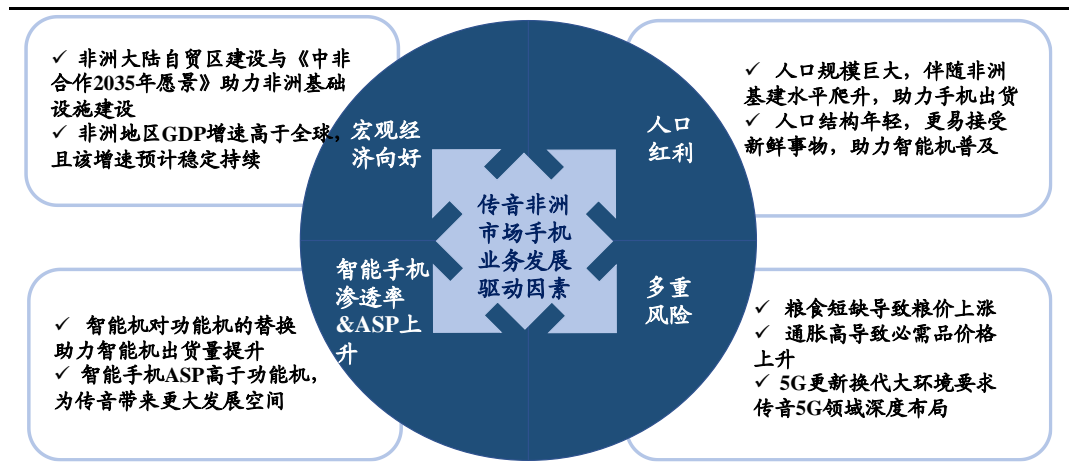 ✓ 非洲大陆自贸区建设与《中非
合作2035年愿景》助力非洲基础
设施建设
✓ 非洲地区GDP增速高于全球,
且该增速预计稳定持续
宏观经
济向好
人口
红利
✓ 人口规模巨大，伴随非洲
基建水平爬升，助力手机出货
✓ 人口结构年轻，更易接受
新鲜事物，助力智能机普及
传音非洲
市场手机
业务发展
驱动因素
✓ 智能机对功能机的替换
助力智能机出货量提升
✓ 智能手机ASP高于功能机，
为传音带来更大发展空间
智能手机
渗透率
&ASP上
升
多重
风险
✓ 粮食短缺导致粮价上涨
✓ 通胀高导致必需品价格
上升
✓ 5G更新换代大环境要求
传音5G领域深度布局